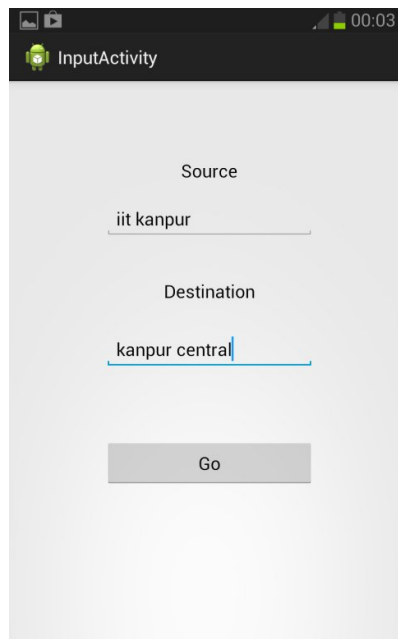 00:03
InputActivity
Source
iit kanpur
Destination
kanpur central
Go